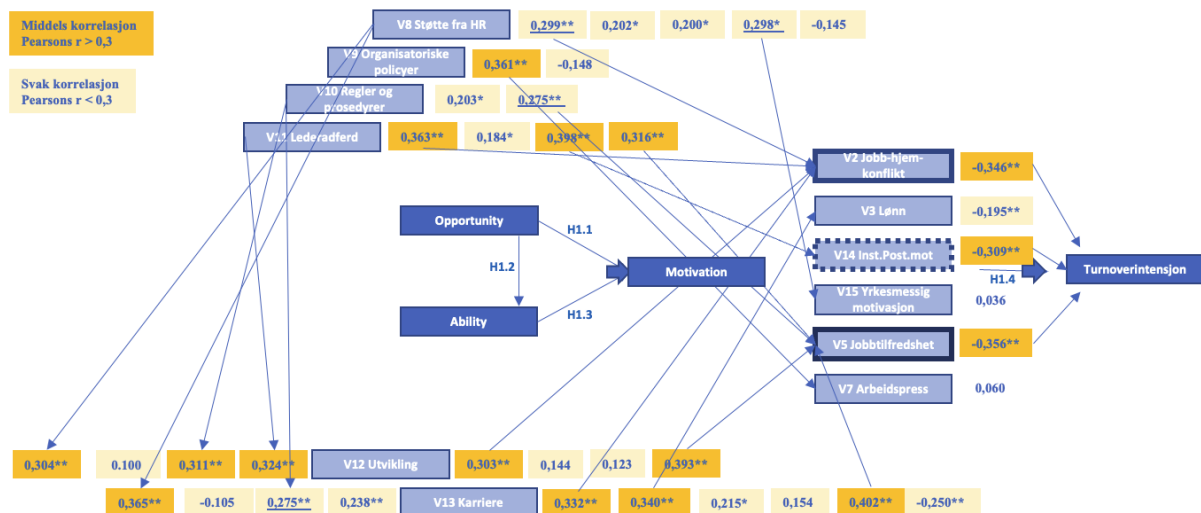 Middels korrelasjon
Pearsons r > 0,3
Svak korrelasjon
Pearsons r < 0,3
V8 Støtte fra HR 0,299** 0,202* 0,200* 0,298* -0,145
V9 Organisatoriske
policyer 0,361** -0,148
V10 Regler og
prosedyrer 0,203* 0,275**
V11 Lederadferd 0,363** 0,184* 0,398** 0,316**
V2 Jobb-hjem-
konflikt -0,346**
V3 Lønn -0,195**
Opportunity
H1.1
V14 Inst.Post.mot -0,309**
H1.2
Motivation
H1.4
Turnoverintensjon
V15 Yrkesmessig
motivasjon 0,036
Ability
H1.3
V5 Jobbtilfredshet -0,356**
V7 Arbeidspress 0,060
0,304** 0.100 0,311** 0,324** V12 Utvikling 0,303** 0,144 0,123 0,393**
0,365** -0.105 0,275** 0,238** V13 Karriere 0,332** 0,340** 0,215* 0,154 0,402** -0,250**